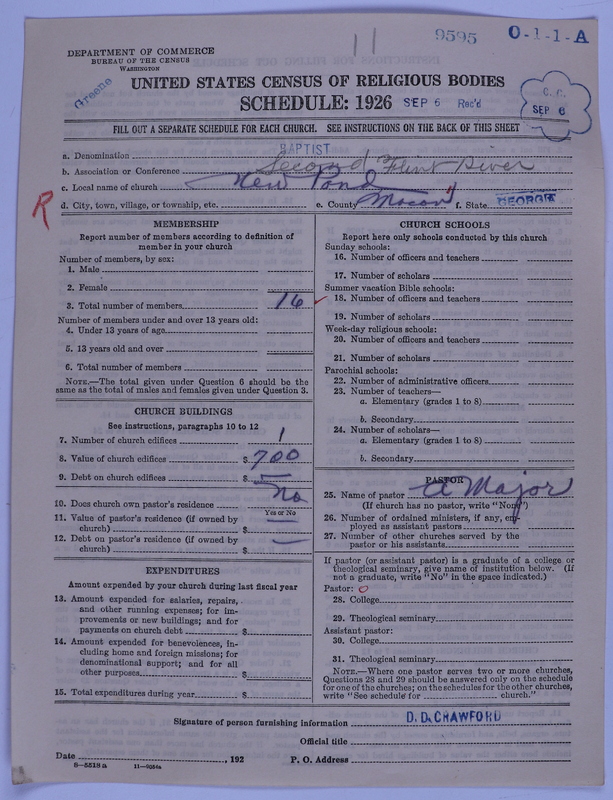 11
9595
O-1-1-A
DEPARTMENT OF COMMERCE
BUREAU OF THE CENSUS
WASHINGTON
Greene
UNITED STATES CENSUS OF RELIGIOUS BODIES
SCHEDULE: 1926 SEP 6 Rec'd
C. C.
SEP 6
FILL OUT A SEPARATE SCHEDULE FOR EACH CHURCH. SEE INSTRUCTIONS ON THE BACK OF THIS SHEET
a. Denomination BAPTIST
b. Association or Conference Second Flint River
c. Local name of church New Pond
R
d. City, town, village, or township, etc. e. County Macon f. State GEORGIA
MEMBERSHIP
Report number of members according to definition of
member in your church
Number of members, by sex:
1. Male
2. Female
3. Total number of members 16
Number of members under and over 13 years old:
4. Under 13 years of age
5. 13 years old and over
6. Total number of members
NOTE.—The total given under Question 6 should be the
same as the total of males and females given under Question 3.
CHURCH BUILDINGS
See instructions, paragraphs 10 to 12
7. Number of church edifices 1
8. Value of church edifices $ 700
9. Debt on church edifices $ —
10. Does church own pastor's residence no
Yes or No
11. Value of pastor's residence (if owned by
church) $ —
12. Debt on pastor's residence (if owned by
church) $ —
EXPENDITURES
Amount expended by your church during last fiscal year
13. Amount expended for salaries, repairs,
and other running expenses; for im-
provements or new buildings; and for
payments on church debt $
14. Amount expended for benevolences, in-
cluding home and foreign missions; for
denominational support; and for all
other purposes $
15. Total expenditures during year $
CHURCH SCHOOLS
Report here only schools conducted by this church
Sunday schools:
16. Number of officers and teachers
17. Number of scholars
Summer vacation Bible schools:
18. Number of officers and teachers
19. Number of scholars
Week-day religious schools:
20. Number of officers and teachers
21. Number of scholars
Parochial schools:
22. Number of administrative officers
23. Number of teachers—
a. Elementary (grades 1 to 8)
b. Secondary
24. Number of scholars—
a. Elementary (grades 1 to 8)
b. Secondary
PASTOR
25. Name of pastor A Major
(If church has no pastor, write "None")
26. Number of ordained ministers, if any, em-
ployed as assistant pastors
27. Number of other churches served by the
pastor or his assistants
If pastor (or assistant pastor) is a graduate of a college or
theological seminary, give name of institution below. (If
not a graduate, write "No" in the space indicated.)
Pastor: O
28. College
29. Theological seminary
Assistant pastor:
30. College
31. Theological seminary
NOTE.—Where one pastor serves two or more churches,
Questions 28 and 29 should be answered only on the schedule
for one of the churches; on the schedules for the other churches,
write "See schedule for church."
Signature of person furnishing information D. D. CRAWFORD
Official title
Date , 192 P. O. Address
8—5518a 11—9554a